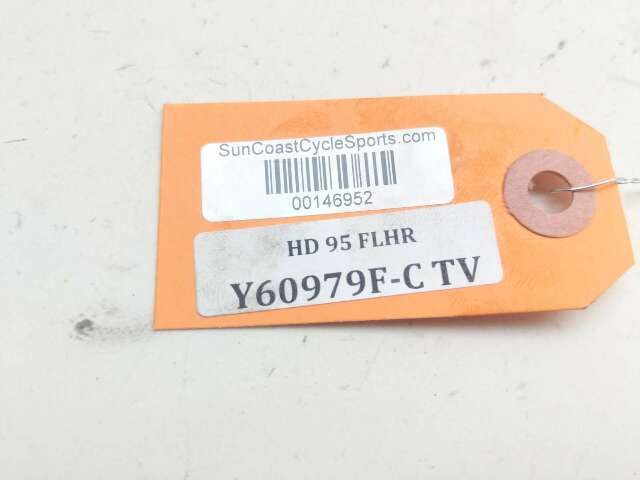 SunCoastCycleSports.com
00146952
HD 95 FLHR
Y60979F-C TV